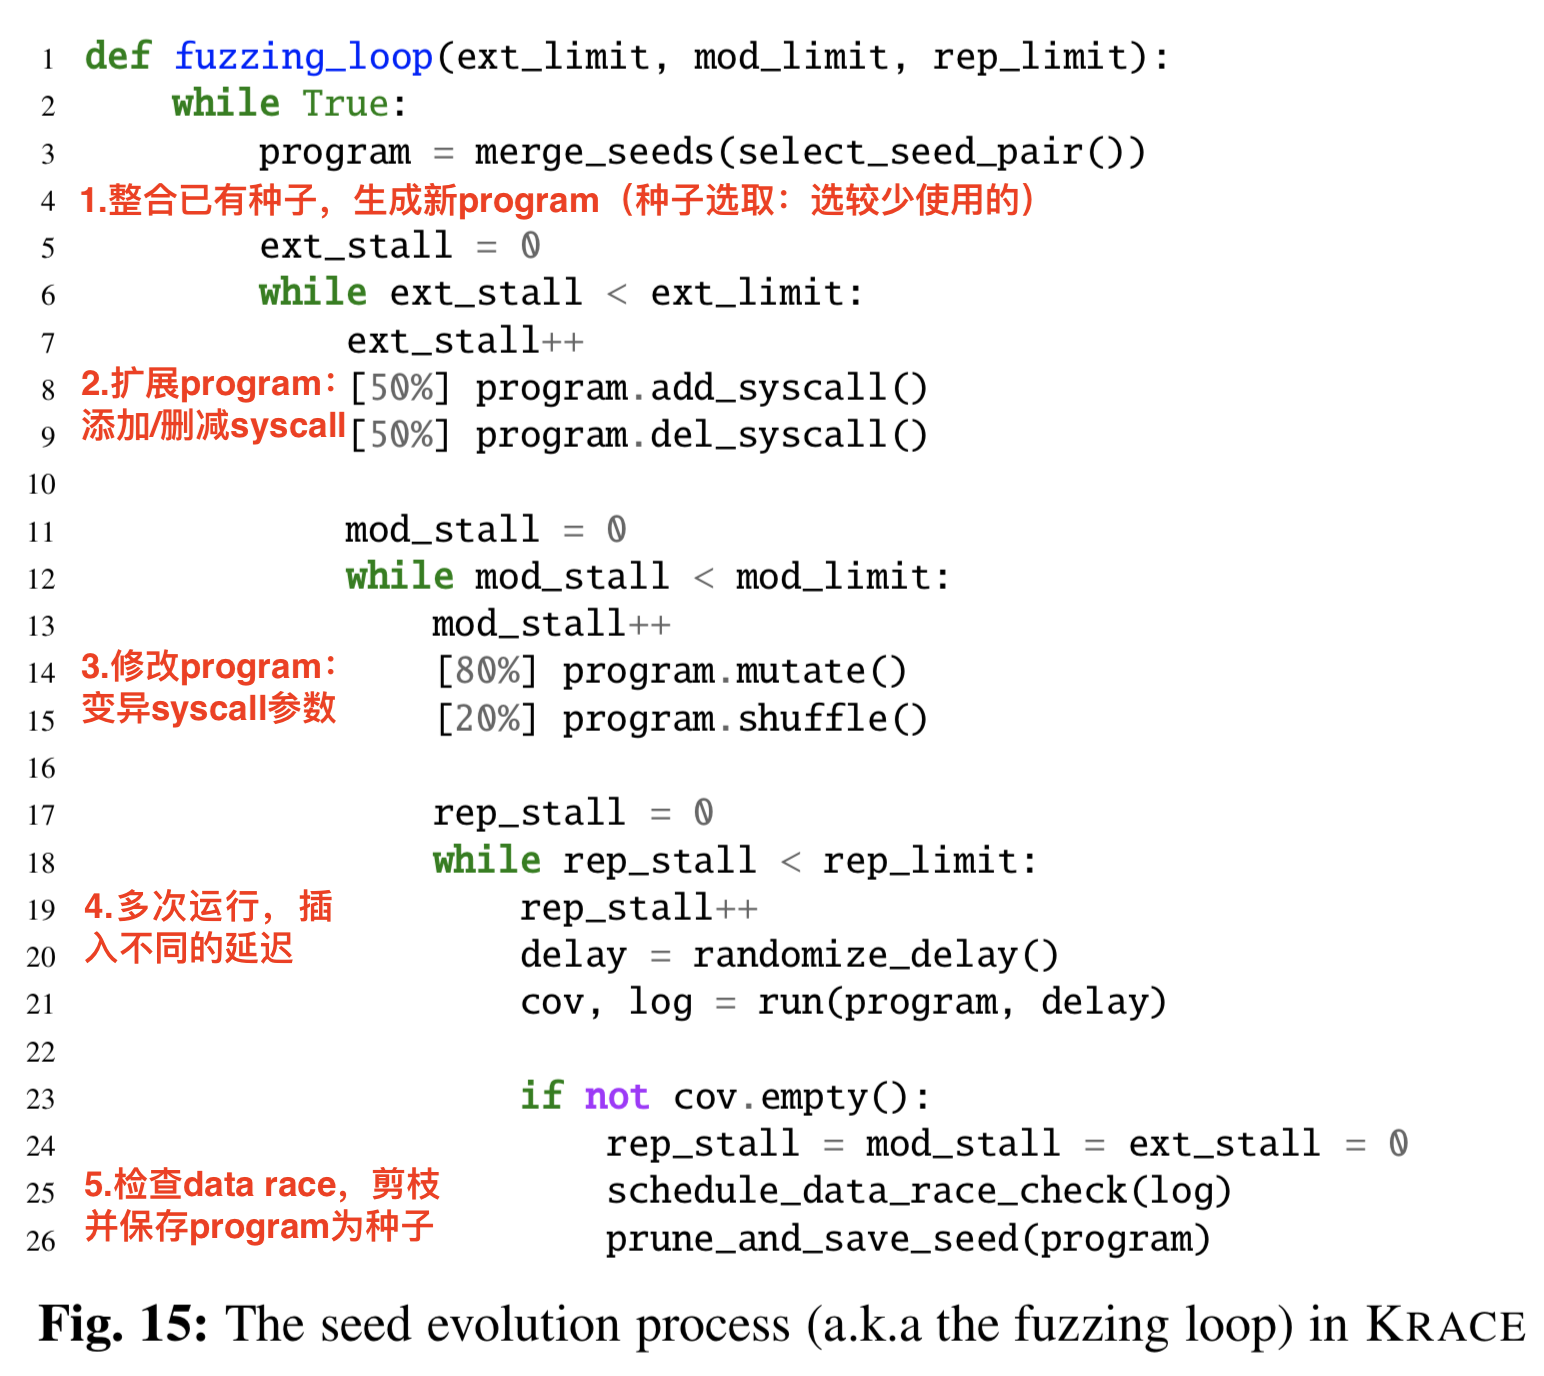 1 def fuzzing_loop(ext_limit, mod_limit, rep_limit):
2 while True:
3 program = merge_seeds(select_seed_pair())
4 1.整合已有种子，生成新program（种子选取：选较少使用的）
5 ext_stall = 0
6 while ext_stall < ext_limit:
7 ext_stall++
2.扩展program：
8 [50%] program.add_syscall()
添加/删减syscall
9 [50%] program.del_syscall()
10
11 mod_stall = 0
12 while mod_stall < mod_limit:
13 mod_stall++
3.修改program：
14 [80%] program.mutate()
变异syscall参数
15 [20%] program.shuffle()
16
17 rep_stall = 0
18 while rep_stall < rep_limit:
4.多次运行，插
19 rep_stall++
入不同的延迟
20 delay = randomize_delay()
21 cov, log = run(program, delay)
22
23 if not cov.empty():
24 rep_stall = mod_stall = ext_stall = 0
5.检查data race，剪枝
25 schedule_data_race_check(log)
并保存program为种子
26 prune_and_save_seed(program)
Fig. 15: The seed evolution process (a.k.a the fuzzing loop) in KRACE